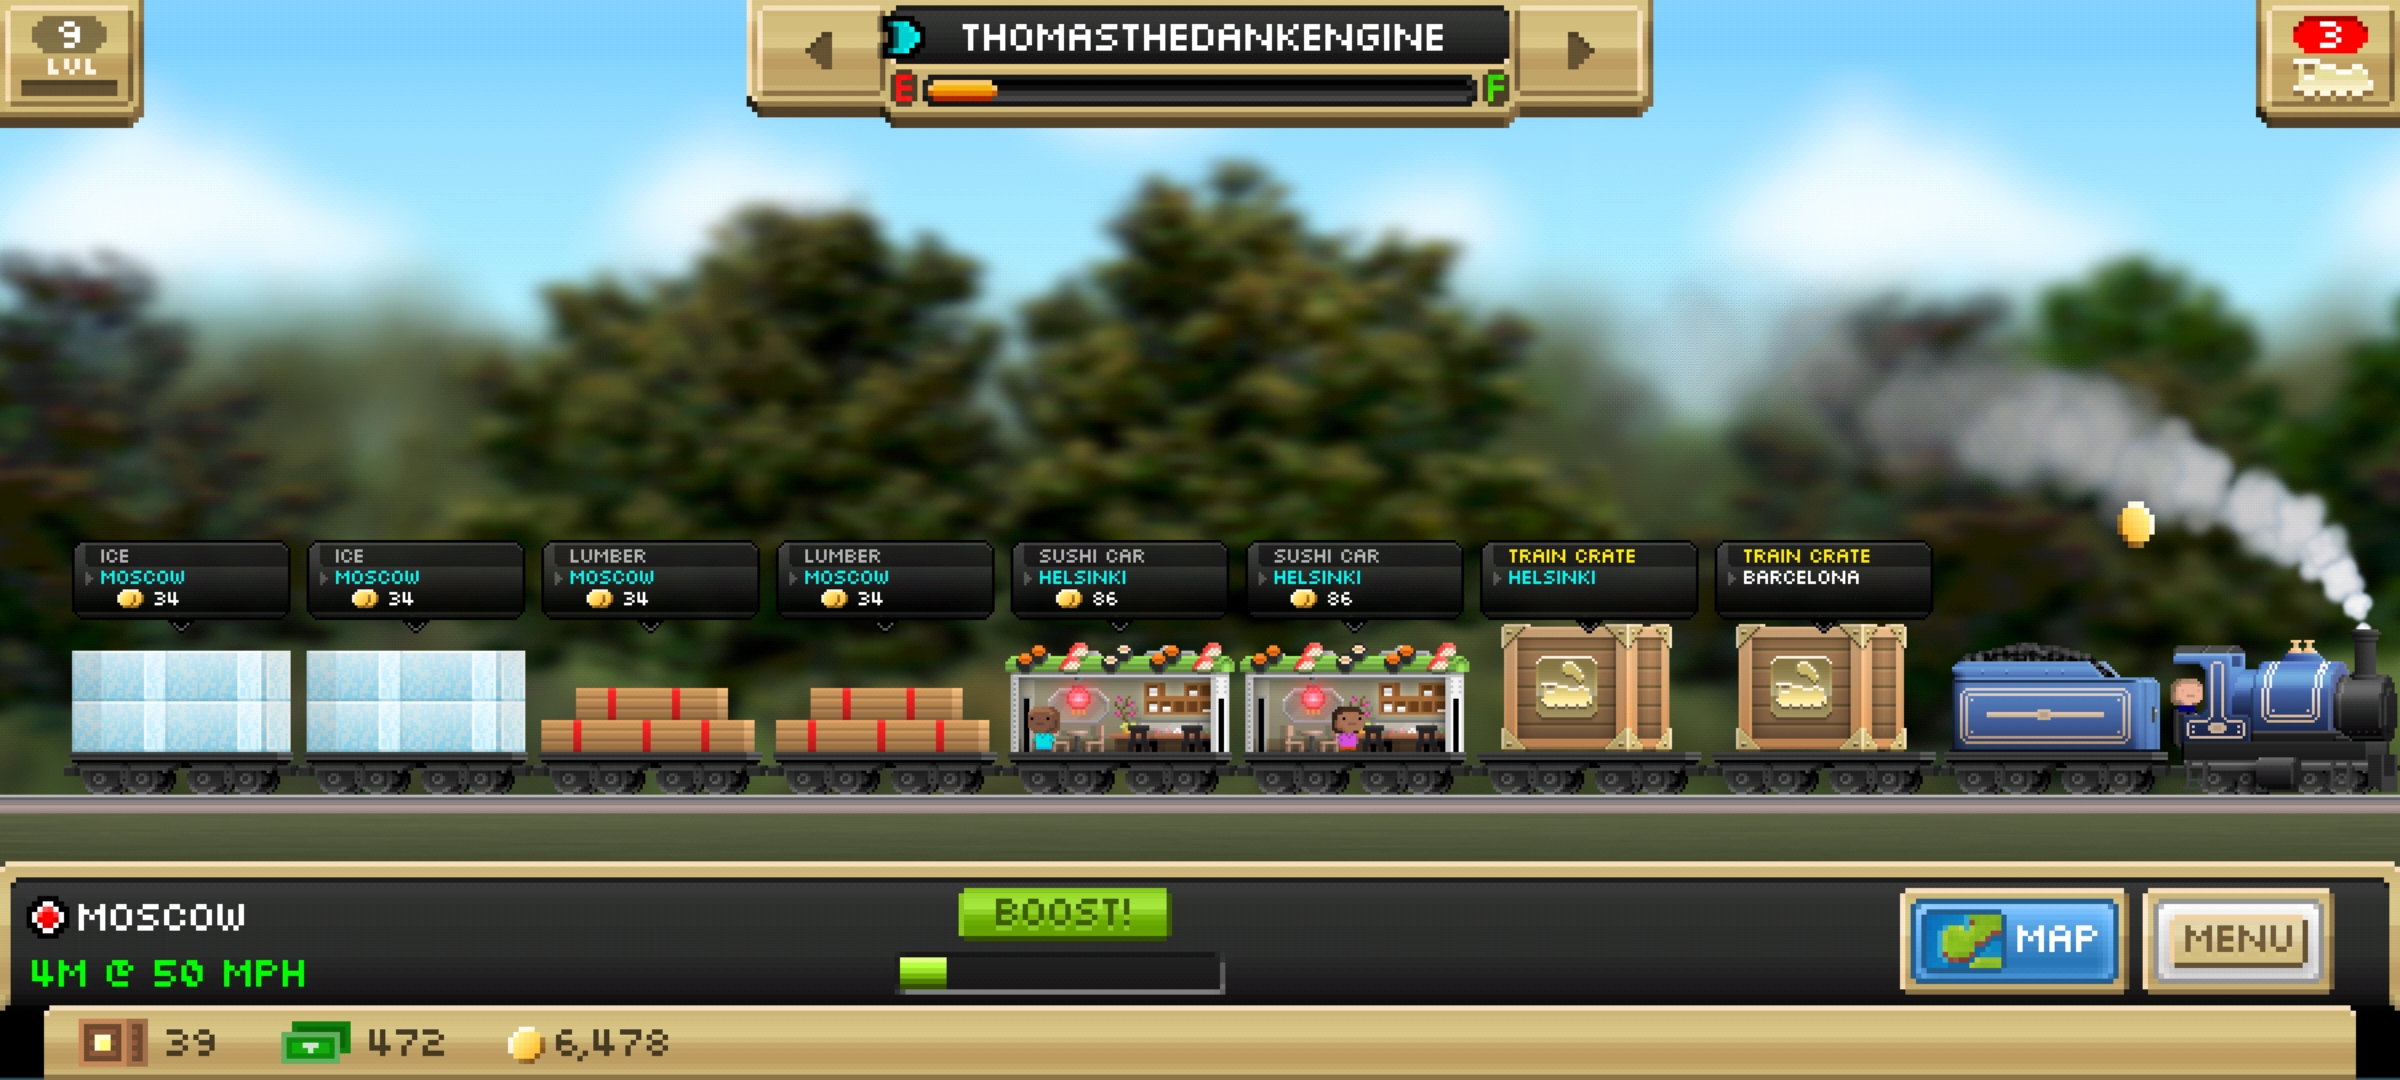 9
LVL
THOMASTHEDANKENGINE
E F
3
ICE
MOSCOW
34
ICE
MOSCOW
34
LUMBER
MOSCOW
34
LUMBER
MOSCOW
34
SUSHI CAR
HELSINKI
86
SUSHI CAR
HELSINKI
86
TRAIN CRATE
HELSINKI
TRAIN CRATE
BARCELONA
MOSCOW
4M @ 50 MPH
BOOST!
MAP
MENU
39 472 6,478